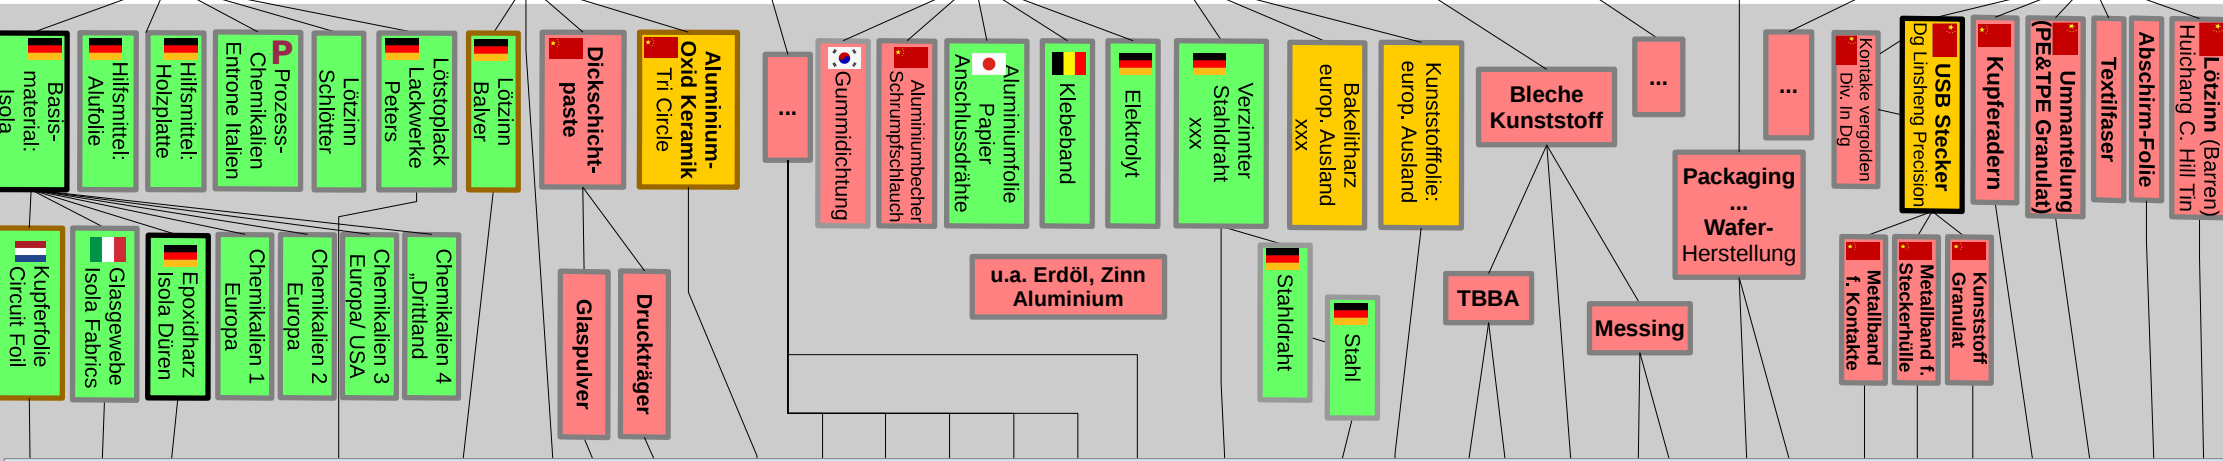 Basis-
material:
Isola
Hilfsmittel:
Alufolie
Hilfsmittel:
Holzplatte
P
Prozess-
Chemikalien
Entrone Italien
Lötzinn
Schlötter
Lötstoplack
Lackwerke
Peters
Lötzinn
Balver
Dickschicht-
paste
Aluminium-
Oxid Keramik
Tri Circle
...
Gummidichtung
Aluminiumbecher
Schrumpfschlauch
Aluminiumfolie
Papier
Anschlussdrähte
Klebeband
Elektrolyt
Verzinnter
Stahldraht
xxx
Bakelitharz
europ. Ausland
xxx
Kunststofffolie:
europ. Ausland
Bleche
Kunststoff
...
...
Packaging
...
Wafer-
Herstellung
Kontakte vergolden
Div. In Dg
USB Stecker
Dg Linsheng Precision
Kupferadern
Ummantelung
(PE&TPE Granulat)
Textilfaser
Abschirm-Folie
Lötzinn (Barren)
Huichang C. Hill Tin
Kupferfolie
Circuit Foil
Glasgewebe
Isola Fabrics
Epoxidharz
Isola Düren
Chemikalien 1
Europa
Chemikalien 2
Europa
Chemikalien 3
Europa/ USA
Chemikalien 4
„Drittland
Glaspulver
Druckträger
u.a. Erdöl, Zinn
Aluminium
Stahldraht
Stahl
TBBA
Messing
Metallband
f. Kontakte
Metallband f.
Steckerhülle
Kunststoff
Granulat